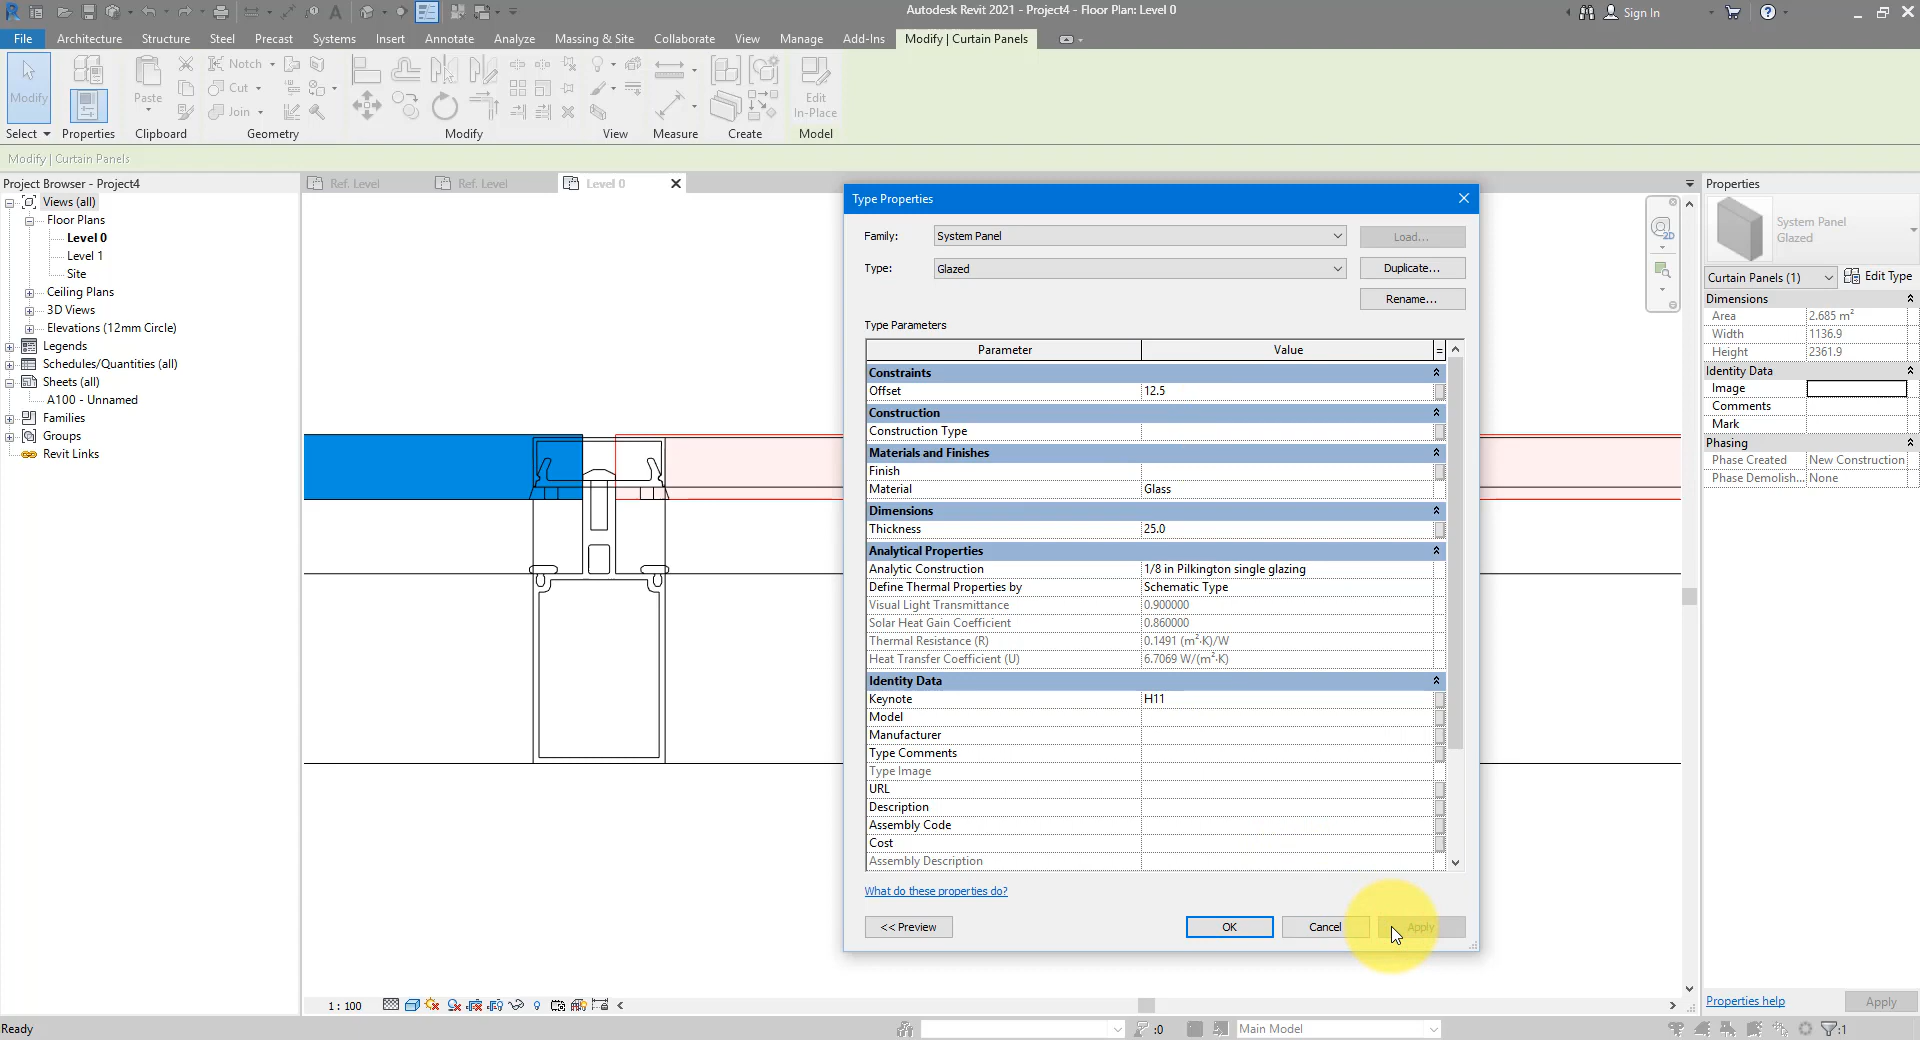 Autodesk Revit 2021 - Project4 - Floor Plan: Level 0
Sign In
File Architecture Structure Steel Precast Systems Insert Annotate Analyze Massing & Site Collaborate View Manage Add-Ins Modify | Curtain Panels
Modify
Paste
Notch
Cut
Join
Edit
In-Place
Select Properties Clipboard Geometry Modify View Measure Create Model
Modify | Curtain Panels
Project Browser - Project4
Views (all)
Floor Plans
Level 0
Level 1
Site
Ceiling Plans
3D Views
Elevations (12mm Circle)
Legends
Schedules/Quantities (all)
Sheets (all)
A100 - Unnamed
Families
Groups
Revit Links
Ref. Level
Ref. Level
Level 0
2D
Type Properties
Family: System Panel Load...
Type: Glazed Duplicate...
Rename...
Type Parameters
Parameter Value =
Constraints
Offset 12.5
Construction
Construction Type
Materials and Finishes
Finish
Material Glass
Dimensions
Thickness 25.0
Analytical Properties
Analytic Construction 1/8 in Pilkington single glazing
Define Thermal Properties by Schematic Type
Visual Light Transmittance 0.900000
Solar Heat Gain Coefficient 0.860000
Thermal Resistance (R) 0.1491 (m²·K)/W
Heat Transfer Coefficient (U) 6.7069 W/(m²·K)
Identity Data
Keynote H11
Model
Manufacturer
Type Comments
Type Image
URL
Description
Assembly Code
Cost
Assembly Description
What do these properties do?
<< Preview OK Cancel Apply
Properties
System Panel
Glazed
Curtain Panels (1) Edit Type
Dimensions
Area 2.685 m²
Width 1136.9
Height 2361.9
Identity Data
Image
Comments
Mark
Phasing
Phase Created New Construction
Phase Demolish... None
Properties help Apply
1 : 100
Ready
:0
Main Model
:1